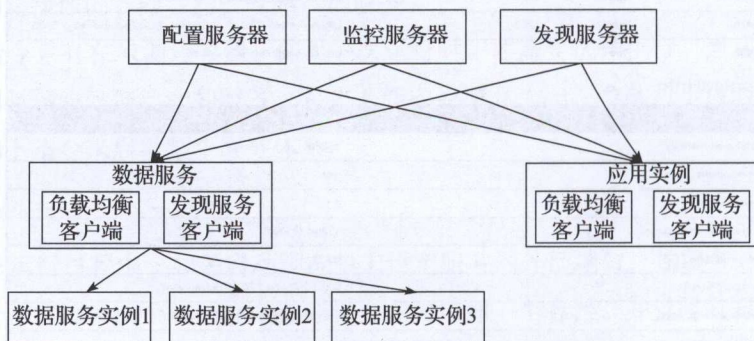 配置服务器 监控服务器 发现服务器
数据服务 应用实例
负载均衡 发现服务 负载均衡 发现服务
客户端 客户端 客户端 客户端
数据服务实例1 数据服务实例2 数据服务实例3